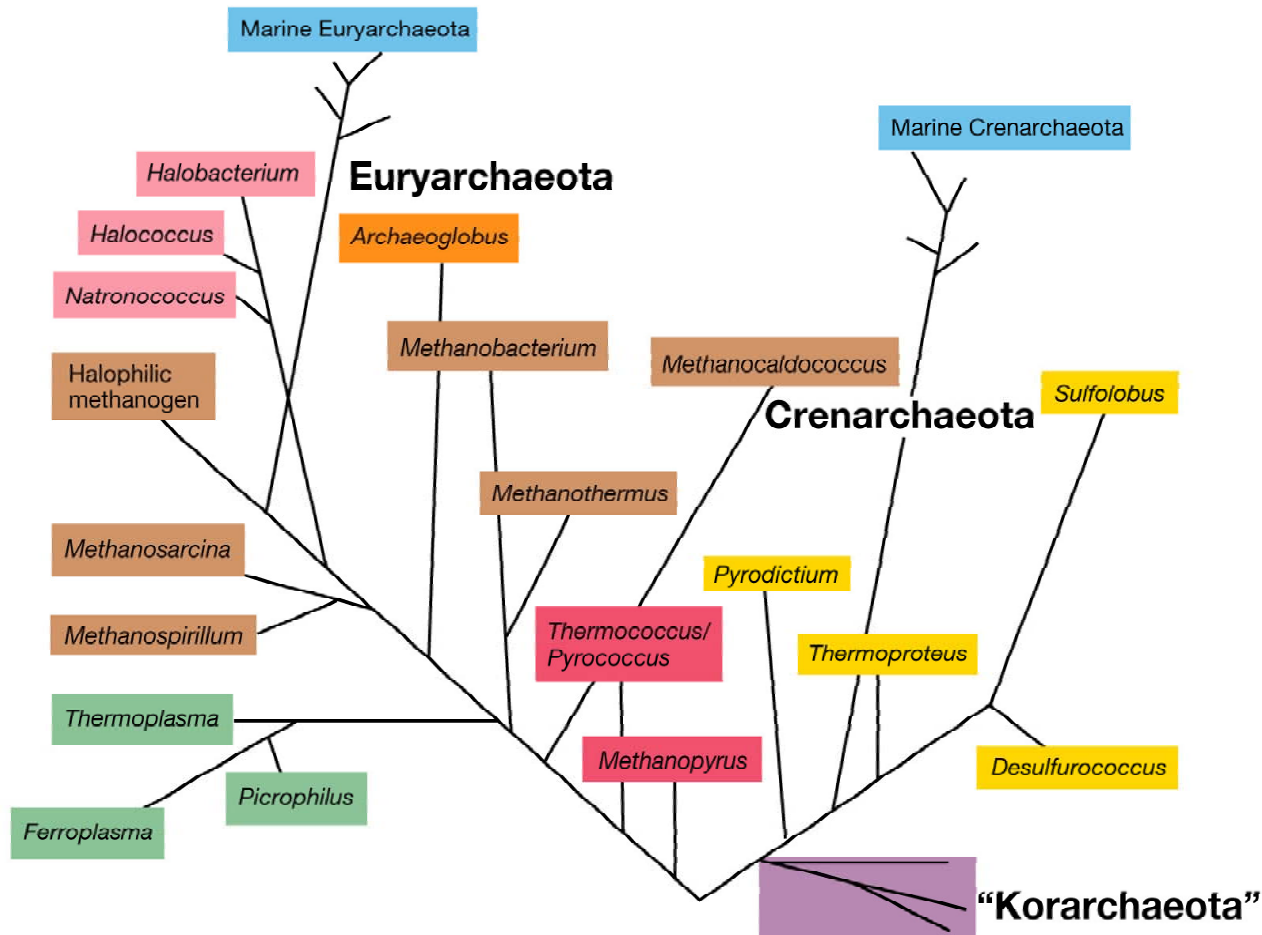 Marine Euryarchaeota
Marine Crenarchaeota
Halobacterium
Euryarchaeota
Halococcus
Archaeoglobus
Natronococcus
Methanobacterium
Methanocaldococcus
Halophilic
methanogen
Sulfolobus
Crenarchaeota
Methanothermus
Methanosarcina
Pyrodictium
Methanospirillum
Thermococcus/
Pyrococcus
Thermoproteus
Thermoplasma
Methanopyrus
Desulfurococcus
Picrophilus
Ferroplasma
“Korarchaeota”